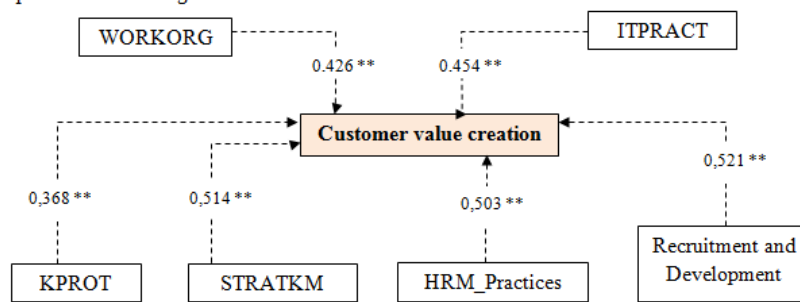 WORKORG
ITPRACT
0.426 **
0.454 **
Customer value creation
0,368 **
0,514 **
0,503 **
0,521 **
KPROT
STRATKM
HRM_Practices
Recruitment and
Development